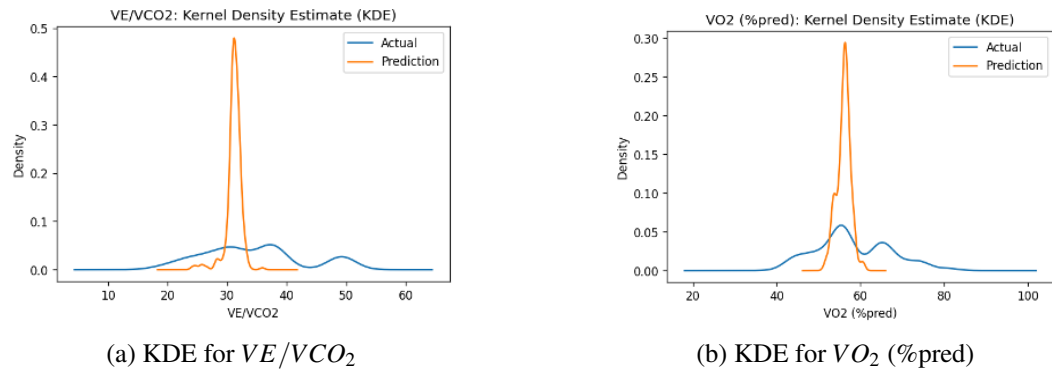 VE/VCO2: Kernel Density Estimate (KDE)
Actual
Prediction
Density
0.5
0.4
0.3
0.2
0.1
0.0
10 20 30 40 50 60
VE/VCO2
(a) KDE for VE/VCO₂
VO2 (%pred): Kernel Density Estimate (KDE)
Actual
Prediction
Density
0.30
0.25
0.20
0.15
0.10
0.05
0.00
20 40 60 80 100
VO2 (%pred)
(b) KDE for VO₂ (%pred)